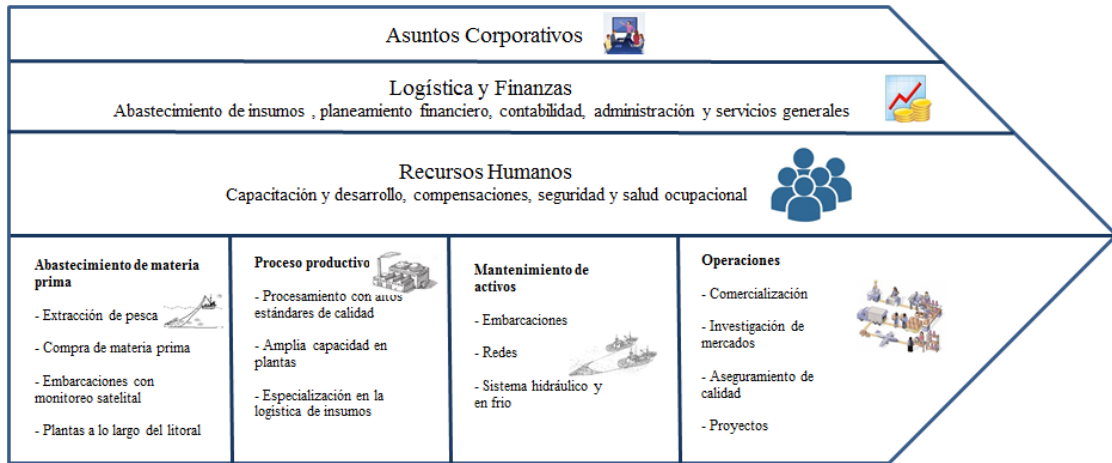 Asuntos Corporativos
Logística y Finanzas
Abastecimiento de insumos , planeamiento financiero, contabilidad, administración y servicios generales
Recursos Humanos
Capacitación y desarrollo, compensaciones, seguridad y salud ocupacional
Abastecimiento de materia
prima
- Extracción de pesca
- Compra de materia prima
- Embarcaciones con
monitoreo satelital
- Plantas a lo largo del litoral
Proceso productivo
- Procesamiento con altos
estándares de calidad
- Amplia capacidad en
plantas
- Especialización en la
logística de insumos
Mantenimiento de
activos
- Embarcaciones
- Redes
- Sistema hidráulico y
en frio
Operaciones
- Comercialización
- Investigación de
mercados
- Aseguramiento de
calidad
- Proyectos